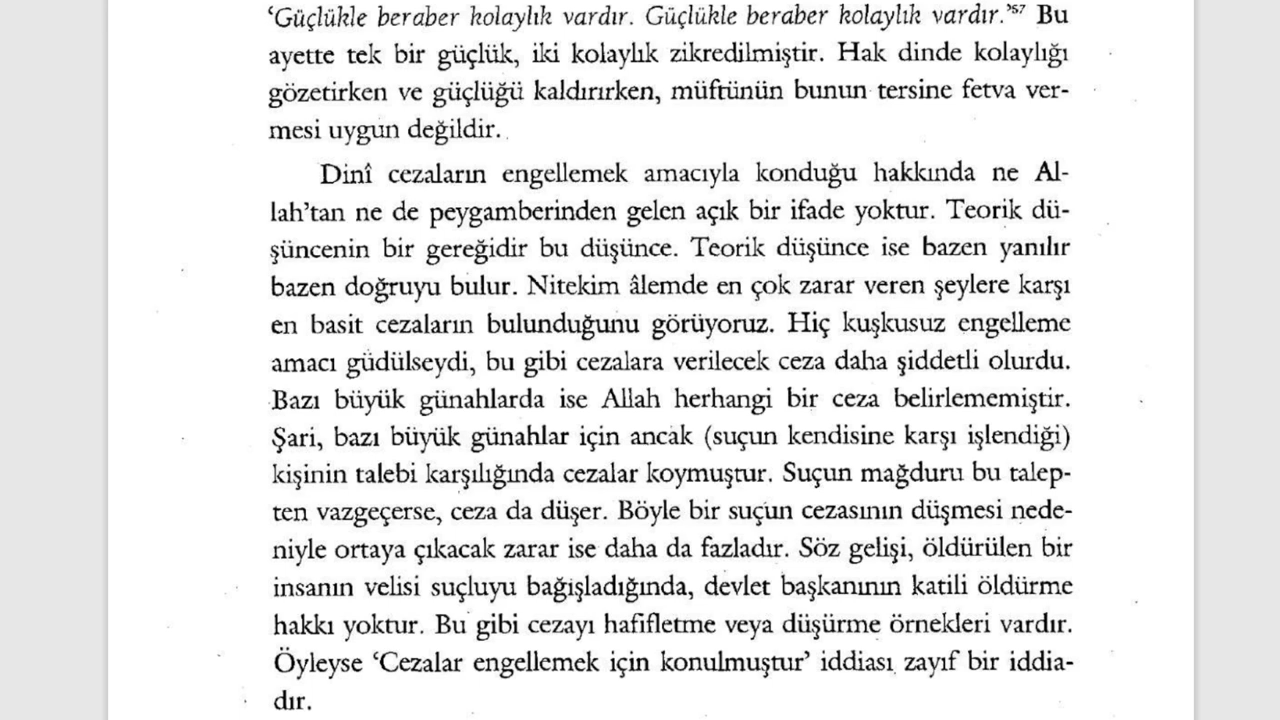 ‘Güçlükle beraber kolaylık vardır. Güçlükle beraber kolaylık vardır.’⁵⁷ Bu
ayette tek bir güçlük, iki kolaylık zikredilmiştir. Hak dinde kolaylığı
gözetirken ve güçlüğü kaldırırken, müftünün bunun tersine fetva ver-
mesi uygun değildir.
Dinî cezaların engellemek amacıyla konduğu hakkında ne Al-
lah’tan ne de peygamberinden gelen açık bir ifade yoktur. Teorik dü-
şüncenin bir gereğidir bu düşünce. Teorik düşünce ise bazen yanılır
bazen doğruyu bulur. Nitekim âlemde en çok zarar veren şeylere karşı
en basit cezaların bulunduğunu görüyoruz. Hiç kuşkusuz engelleme
amacı güdülseydi, bu gibi cezalara verilecek ceza daha şiddetli olurdu.
Bazı büyük günahlarda ise Allah herhangi bir ceza belirlememiştir.
Şari, bazı büyük günahlar için ancak (suçun kendisine karşı işlendiği)
kişinin talebi karşılığında cezalar koymuştur. Suçun mağduru bu talep-
ten vazgeçerse, ceza da düşer. Böyle bir suçun cezasının düşmesi nede-
niyle ortaya çıkacak zarar ise daha da fazladır. Söz gelişi, öldürülen bir
insanın velisi suçluyu bağışladığında, devlet başkanının katili öldürme
hakkı yoktur. Bu gibi cezayı hafifletme veya düşürme örnekleri vardır.
Öyleyse ‘Cezalar engellemek için konulmuştur’ iddiası zayıf bir iddia-
dır.